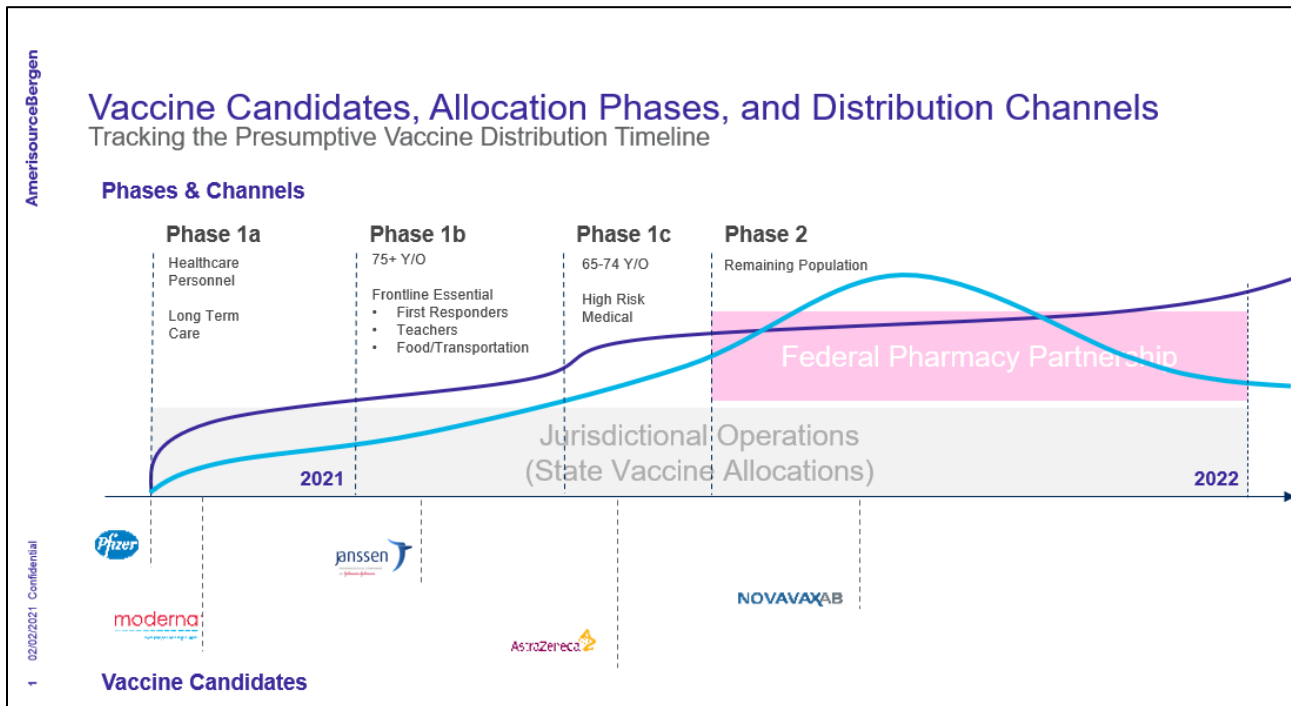 AmerisourceBergen
Vaccine Candidates, Allocation Phases, and Distribution Channels
Tracking the Presumptive Vaccine Distribution Timeline
Phases & Channels
Phase 1a
Healthcare
Personnel
Long Term
Care
Phase 1b
75+ Y/O
Frontline Essential
• First Responders
• Teachers
• Food/Transportation
Phase 1c
65-74 Y/O
High Risk
Medical
Phase 2
Remaining Population
Federal Pharmacy Partnership
Jurisdictional Operations
(State Vaccine Allocations)
2021
2022
Pfizer
janssen
moderna
NOVAVAXAB
AstraZeneca
Vaccine Candidates
1 02/02/2021 Confidential